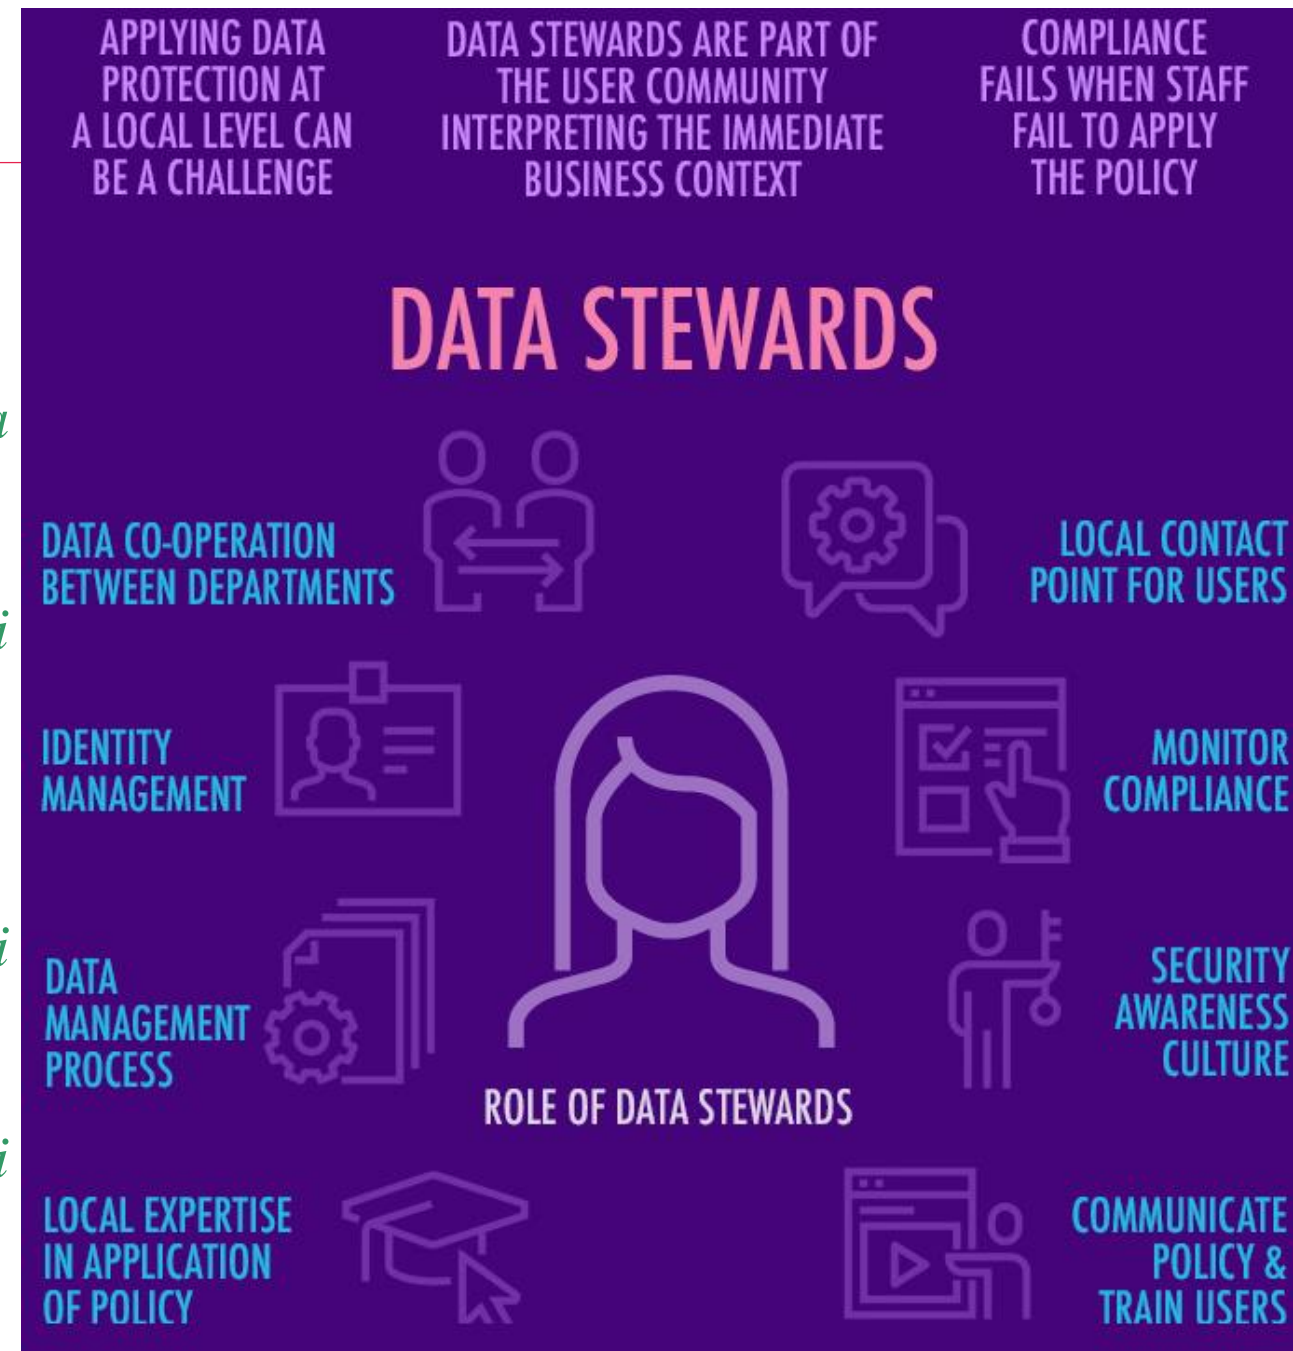 APPLYING DATA
PROTECTION AT
A LOCAL LEVEL CAN
BE A CHALLENGE
DATA STEWARDS ARE PART OF
THE USER COMMUNITY
INTERPRETING THE IMMEDIATE
BUSINESS CONTEXT
COMPLIANCE
FAILS WHEN STAFF
FAIL TO APPLY
THE POLICY
DATA STEWARDS
DATA CO-OPERATION
BETWEEN DEPARTMENTS
LOCAL CONTACT
POINT FOR USERS
IDENTITY
MANAGEMENT
MONITOR
COMPLIANCE
DATA
MANAGEMENT
PROCESS
SECURITY
AWARENESS
CULTURE
ROLE OF DATA STEWARDS
LOCAL EXPERTISE
IN APPLICATION
OF POLICY
COMMUNICATE
POLICY &
TRAIN USERS